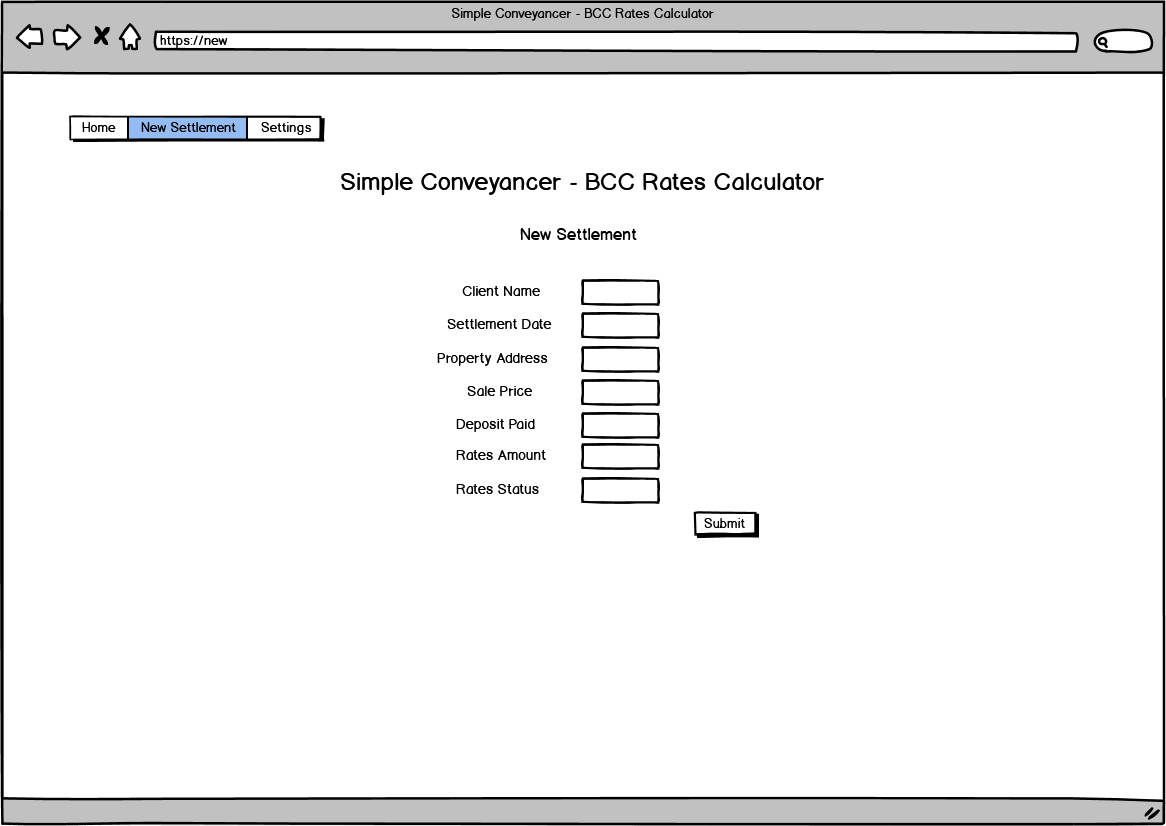 Simple Conveyancer - BCC Rates Calculator
https://new
Home New Settlement Settings
Simple Conveyancer - BCC Rates Calculator
New Settlement
Client Name
Settlement Date
Property Address
Sale Price
Deposit Paid
Rates Amount
Rates Status
Submit